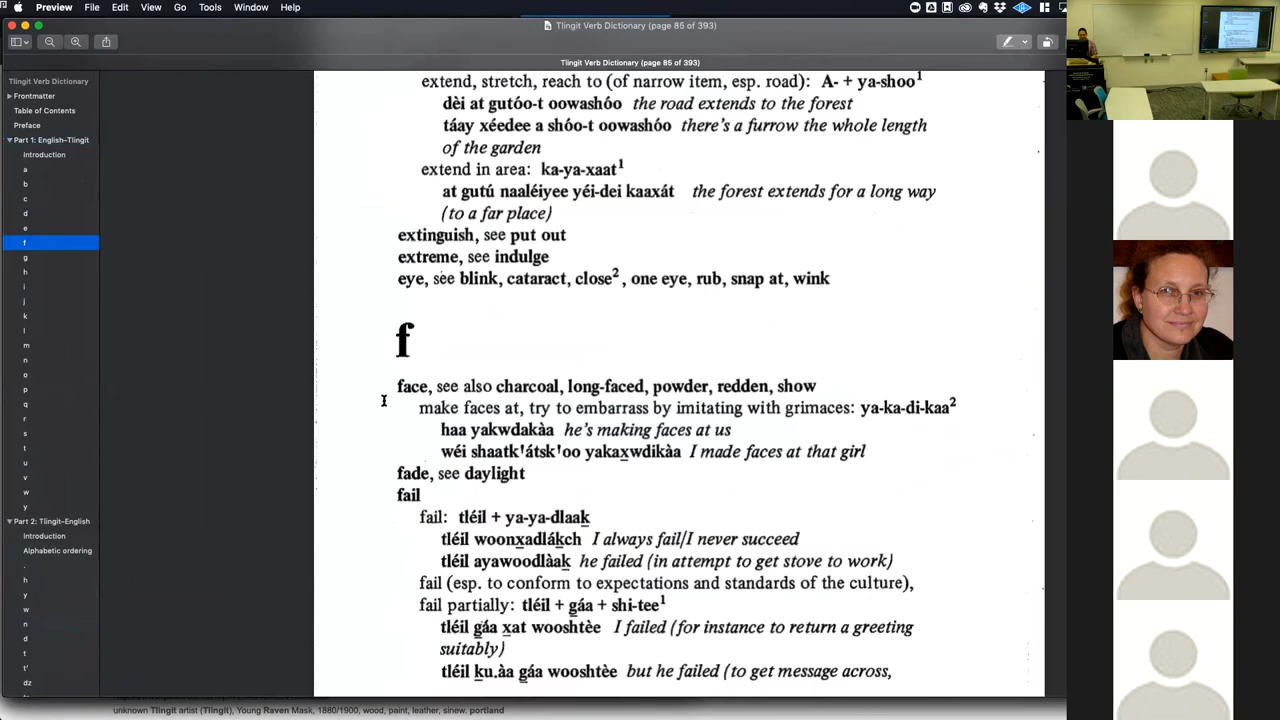 Preview File Edit View Go Tools Window Help
Tlingit Verb Dictionary (page 85 of 393)
Tlingit Verb Dictionary (page 85 of 393)
Tlingit Verb Dictionary
Frontmatter
Table of Contents
Preface
Part 1: English–Tlingit
Introduction
a
b
c
d
e
f
g
h
i
j
k
l
m
n
o
p
q
r
s
t
u
v
w
y
Part 2: Tlingit–English
Introduction
Alphabetic ordering
.
h
y
w
n
d
t
t'
dz
extend, stretch, reach to (of narrow item, esp. road): A- + ya-shoo¹
dèi at gutóo-t oowashóo the road extends to the forest
táay xéedee a shóo-t oowashóo there's a furrow the whole length
of the garden
extend in area: ka-ya-xaat¹
at gutú naaléiyee yéi-dei kaaxát the forest extends for a long way
(to a far place)
extinguish, see put out
extreme, see indulge
eye, see blink, cataract, close², one eye, rub, snap at, wink
f
face, see also charcoal, long-faced, powder, redden, show
make faces at, try to embarrass by imitating with grimaces: ya-ka-di-kaa²
haa yakwdakàa he's making faces at us
wéi shaatk'átsk'oo yakax̲wdikàa I made faces at that girl
fade, see daylight
fail
fail: tléil + ya-ya-dlaak̲
tléil woonx̲adlák̲ch I always fail/I never succeed
tléil ayawoodlàak̲ he failed (in attempt to get stove to work)
fail (esp. to conform to expectations and standards of the culture),
fail partially: tléil + g̲áa + shi-tee¹
tléil g̲áa x̲at wooshtèe I failed (for instance to return a greeting
suitably)
tléil k̲u.àa g̲áa wooshtèe but he failed (to get message across,
unknown Tlingit artist (Tlingit), Young Raven Mask, 1880/1900, wood, paint, leather, sinew. portland